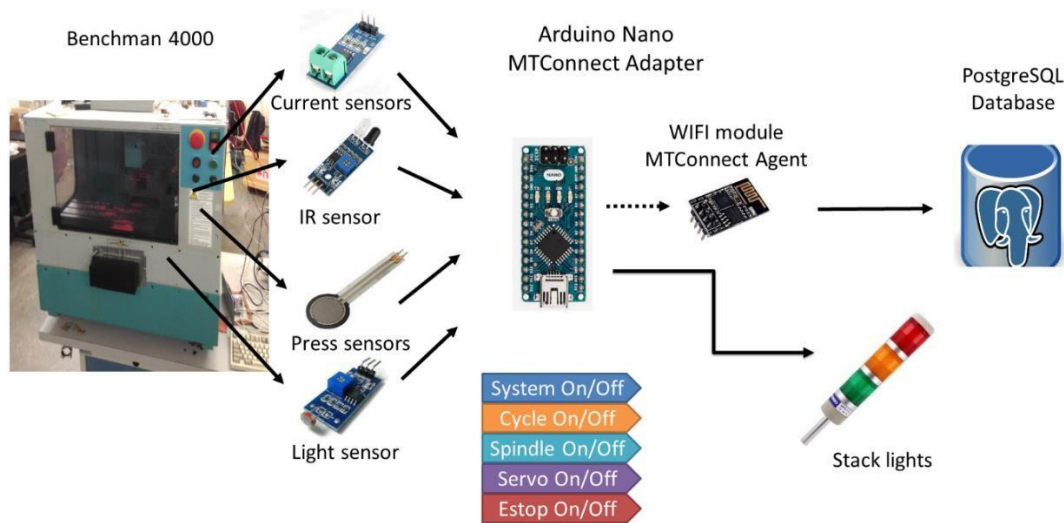 Benchman 4000
Current sensors
IR sensor
Press sensors
Light sensor
Arduino Nano
MTConnect Adapter
WIFI module
MTConnect Agent
PostgreSQL
Database
Stack lights
System On/Off
Cycle On/Off
Spindle On/Off
Servo On/Off
Estop On/Off